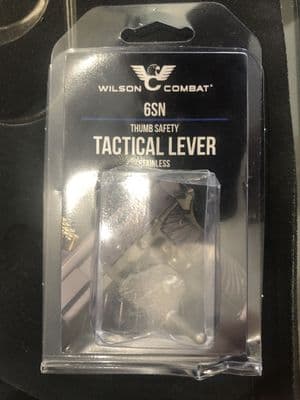 WILSON COMBAT®
6SN
THUMB SAFETY
TACTICAL LEVER
STAINLESS